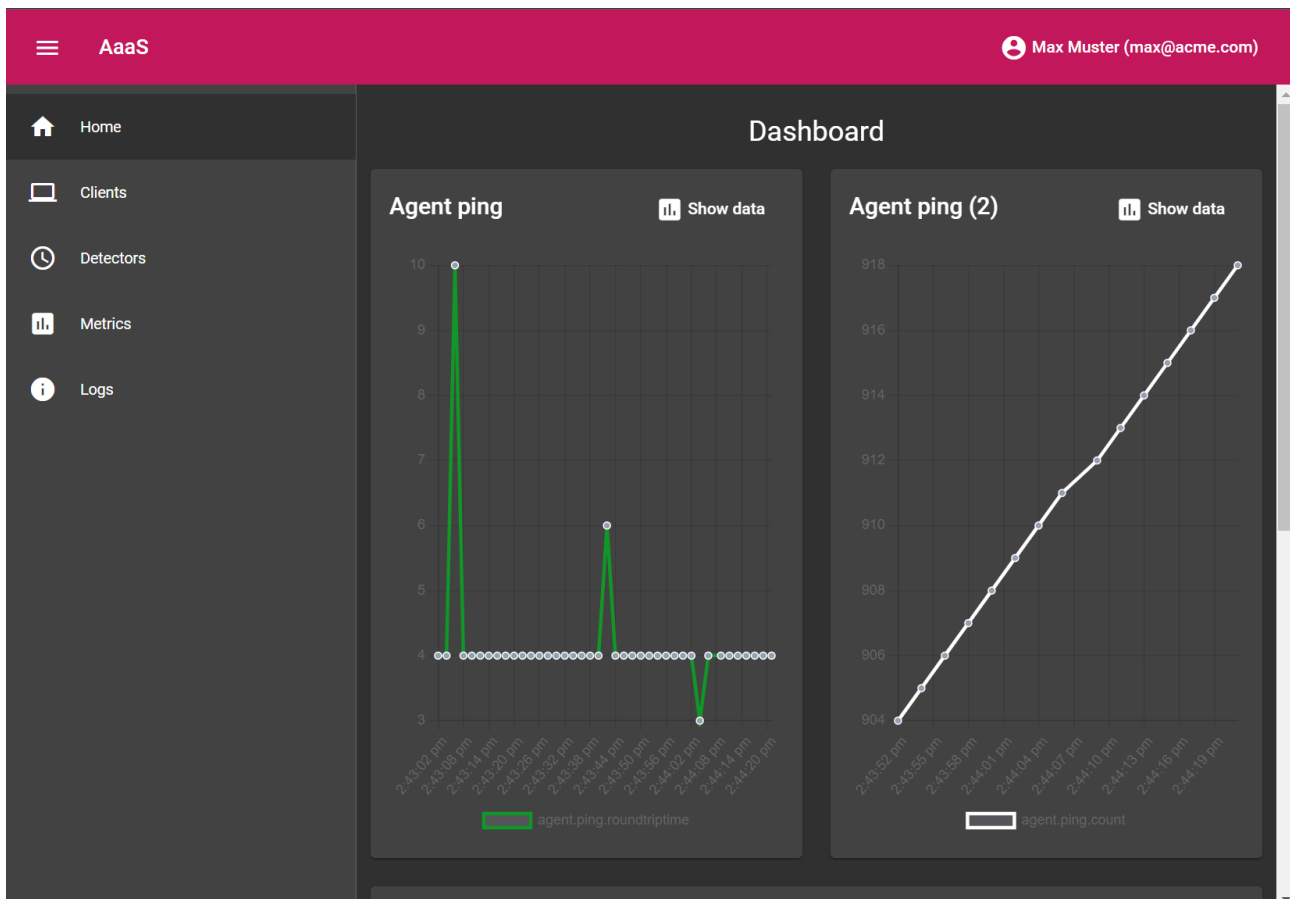 AaaS
Max Muster (max@acme.com)
Home
Clients
Detectors
Metrics
Logs
Dashboard
Agent ping
Show data
10
9
8
7
6
5
4
3
2:43:02 pm
2:43:08 pm
2:43:14 pm
2:43:20 pm
2:43:26 pm
2:43:32 pm
2:43:38 pm
2:43:44 pm
2:43:50 pm
2:43:56 pm
2:44:02 pm
2:44:08 pm
2:44:14 pm
2:44:20 pm
agent.ping.roundtriptime
Agent ping (2)
Show data
918
916
914
912
910
908
906
904
2:43:52 pm
2:43:55 pm
2:43:58 pm
2:44:01 pm
2:44:04 pm
2:44:07 pm
2:44:10 pm
2:44:13 pm
2:44:16 pm
2:44:19 pm
agent.ping.count